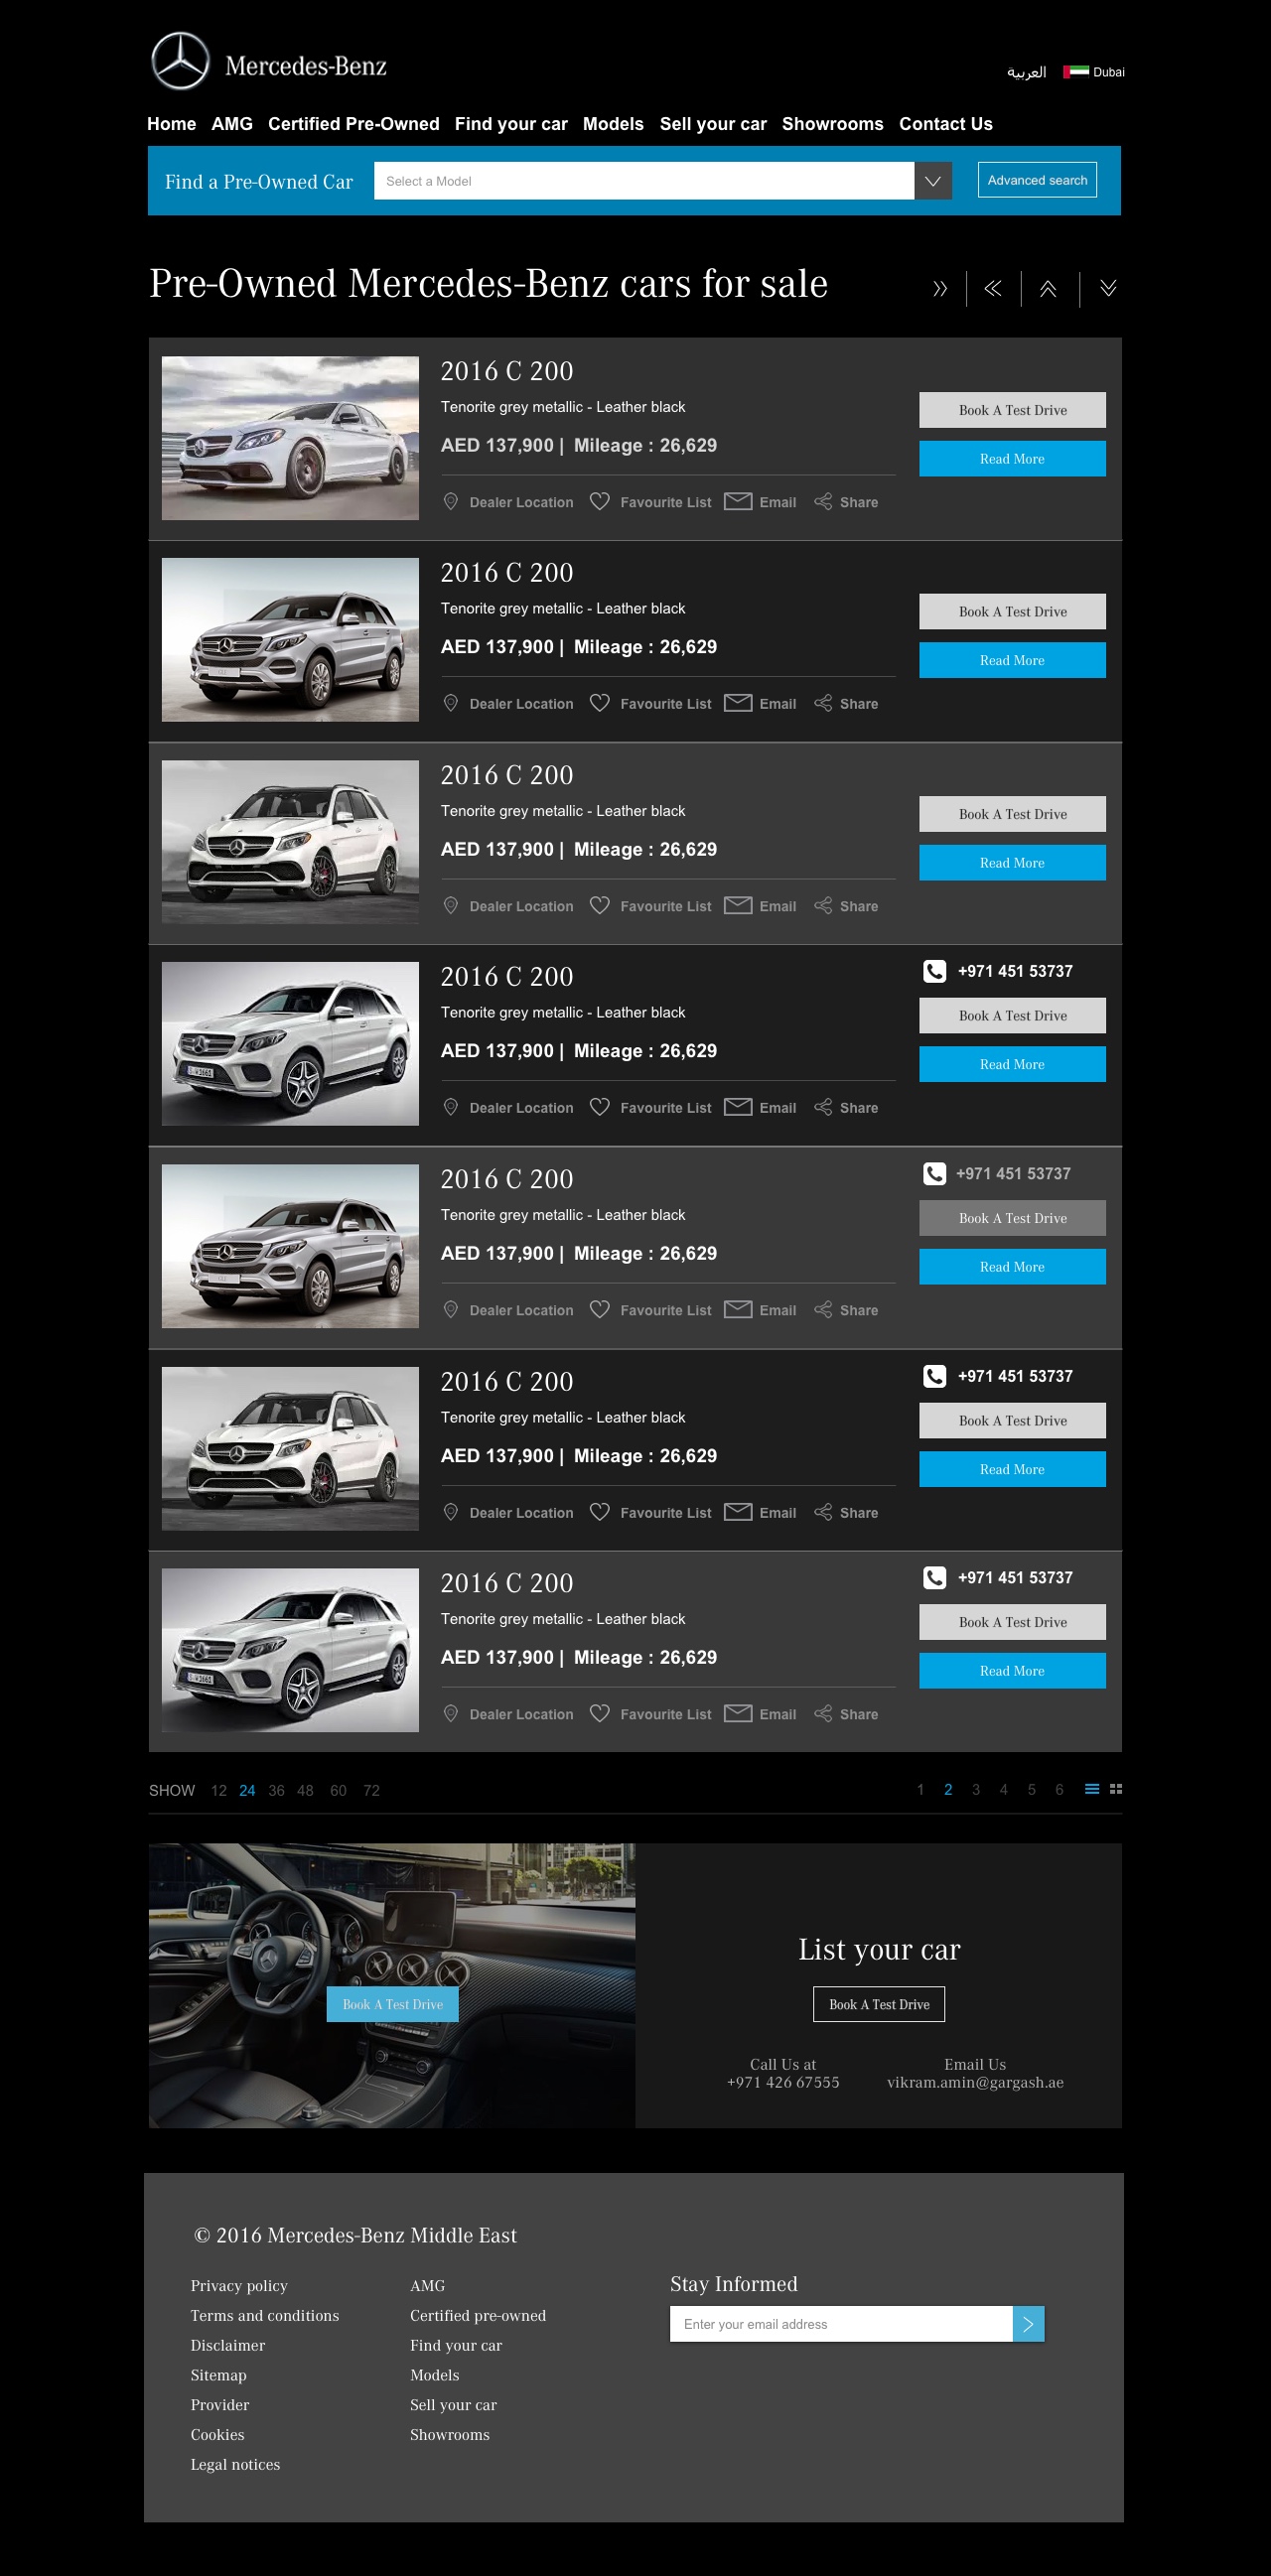 Mercedes-Benz
العربية
Dubai
Home AMG Certified Pre-Owned Find your car Models Sell your car Showrooms Contact Us
Find a Pre-Owned Car Select a Model Advanced search
Pre-Owned Mercedes-Benz cars for sale
2016 C 200
Tenorite grey metallic - Leather black
AED 137,900 | Mileage : 26,629
Dealer Location Favourite List Email Share
Book A Test Drive
Read More
2016 C 200
Tenorite grey metallic - Leather black
AED 137,900 | Mileage : 26,629
Dealer Location Favourite List Email Share
Book A Test Drive
Read More
2016 C 200
Tenorite grey metallic - Leather black
AED 137,900 | Mileage : 26,629
Dealer Location Favourite List Email Share
Book A Test Drive
Read More
2016 C 200
Tenorite grey metallic - Leather black
AED 137,900 | Mileage : 26,629
Dealer Location Favourite List Email Share
+971 451 53737
Book A Test Drive
Read More
2016 C 200
Tenorite grey metallic - Leather black
AED 137,900 | Mileage : 26,629
Dealer Location Favourite List Email Share
+971 451 53737
Book A Test Drive
Read More
2016 C 200
Tenorite grey metallic - Leather black
AED 137,900 | Mileage : 26,629
Dealer Location Favourite List Email Share
+971 451 53737
Book A Test Drive
Read More
2016 C 200
Tenorite grey metallic - Leather black
AED 137,900 | Mileage : 26,629
Dealer Location Favourite List Email Share
+971 451 53737
Book A Test Drive
Read More
SHOW 12 24 36 48 60 72
1 2 3 4 5 6
Book A Test Drive
List your car
Book A Test Drive
Call Us at
+971 426 67555
Email Us
vikram.amin@gargash.ae
© 2016 Mercedes-Benz Middle East
Privacy policy
Terms and conditions
Disclaimer
Sitemap
Provider
Cookies
Legal notices
AMG
Certified pre-owned
Find your car
Models
Sell your car
Showrooms
Stay Informed
Enter your email address